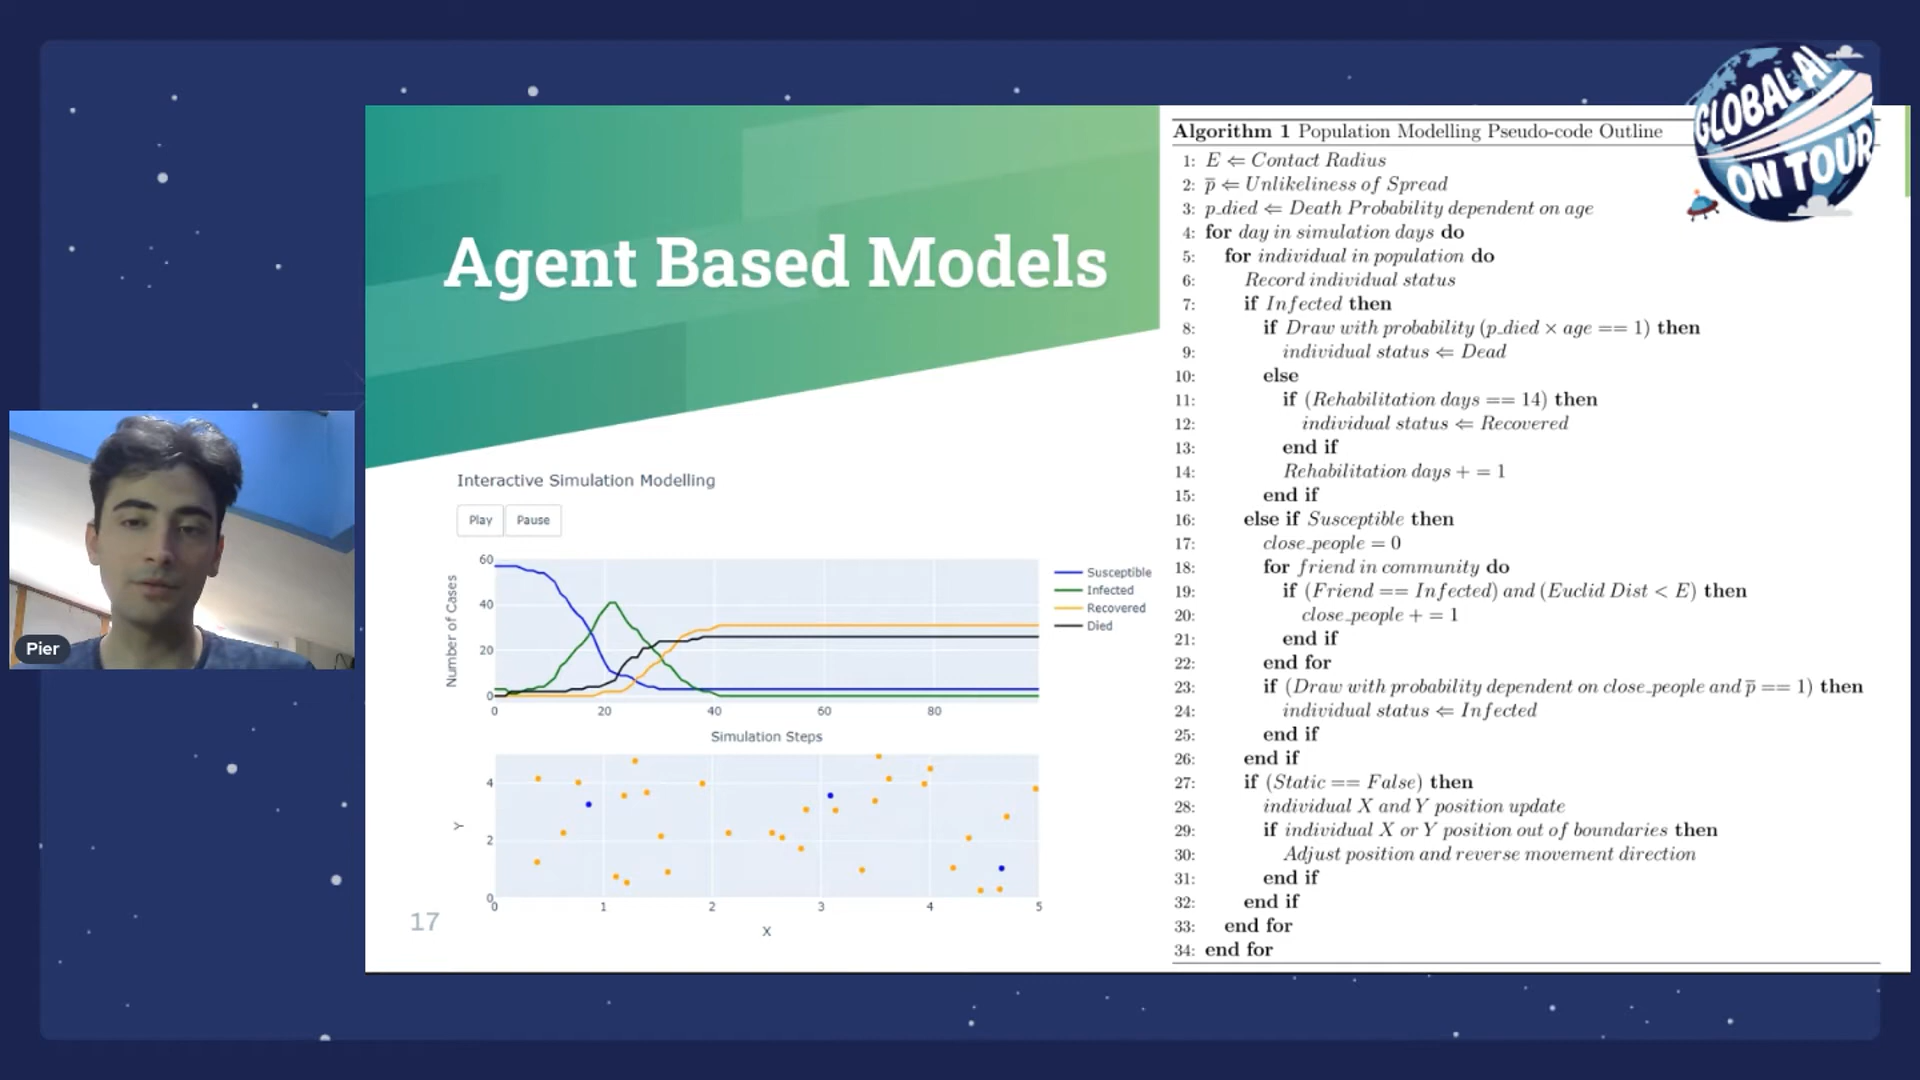 GLOBAL AI
ON TOUR
Agent Based Models
Interactive Simulation Modelling
Play
Pause
Number of Cases
60
40
20
0
0
20
40
60
80
Simulation Steps
Susceptible
Infected
Recovered
Died
Y
4
2
0
0
1
2
3
4
5
X
17
Pier
Algorithm 1 Population Modelling Pseudo-code Outline
1: E ⇐ Contact Radius
2: p̅ ⇐ Unlikeliness of Spread
3: p_died ⇐ Death Probability dependent on age
4: for day in simulation days do
5: for individual in population do
6: Record individual status
7: if Infected then
8: if Draw with probability (p_died × age == 1) then
9: individual status ⇐ Dead
10: else
11: if (Rehabilitation days == 14) then
12: individual status ⇐ Recovered
13: end if
14: Rehabilitation days + = 1
15: end if
16: else if Susceptible then
17: close_people = 0
18: for friend in community do
19: if (Friend == Infected) and (Euclid Dist < E) then
20: close_people + = 1
21: end if
22: end for
23: if (Draw with probability dependent on close_people and p̅ == 1) then
24: individual status ⇐ Infected
25: end if
26: end if
27: if (Static == False) then
28: individual X and Y position update
29: if individual X or Y position out of boundaries then
30: Adjust position and reverse movement direction
31: end if
32: end if
33: end for
34: end for